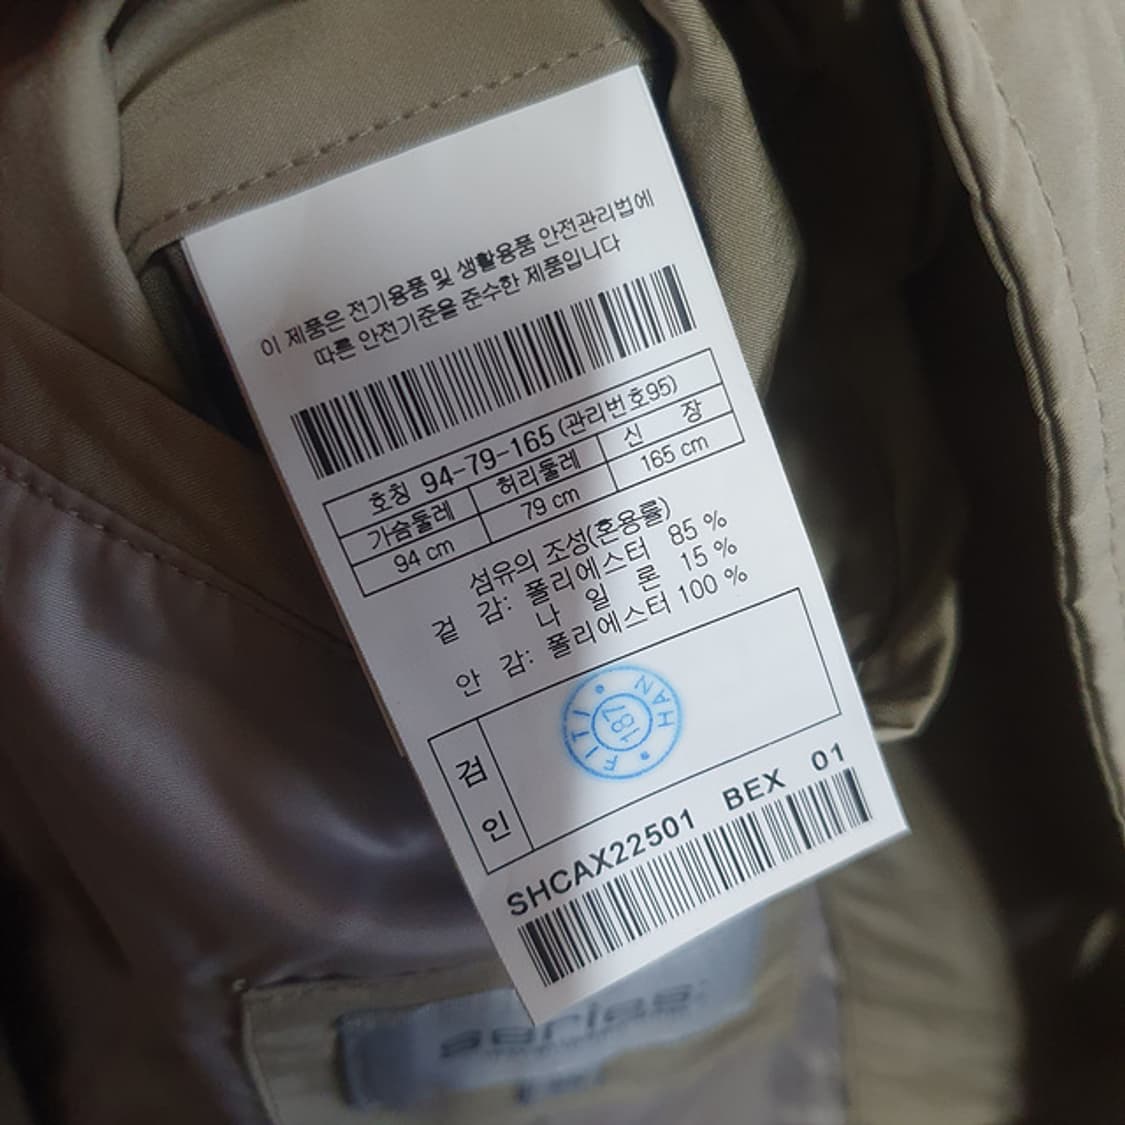 이 제품은 전기용품 및 생활용품 안전관리법에
따른 안전기준을 준수한 제품입니다
호칭 94-79-165 (관리번호95)
가슴둘레 허리둘레 신 장
94 cm 79 cm 165 cm
섬유의 조성(혼용률)
겉 감: 폴리에스터 85 %
나 일 론 15 %
안 감: 폴리에스터 100 %
검
인
FITI HAN
187
SHCAX22501 BEX 01
series;